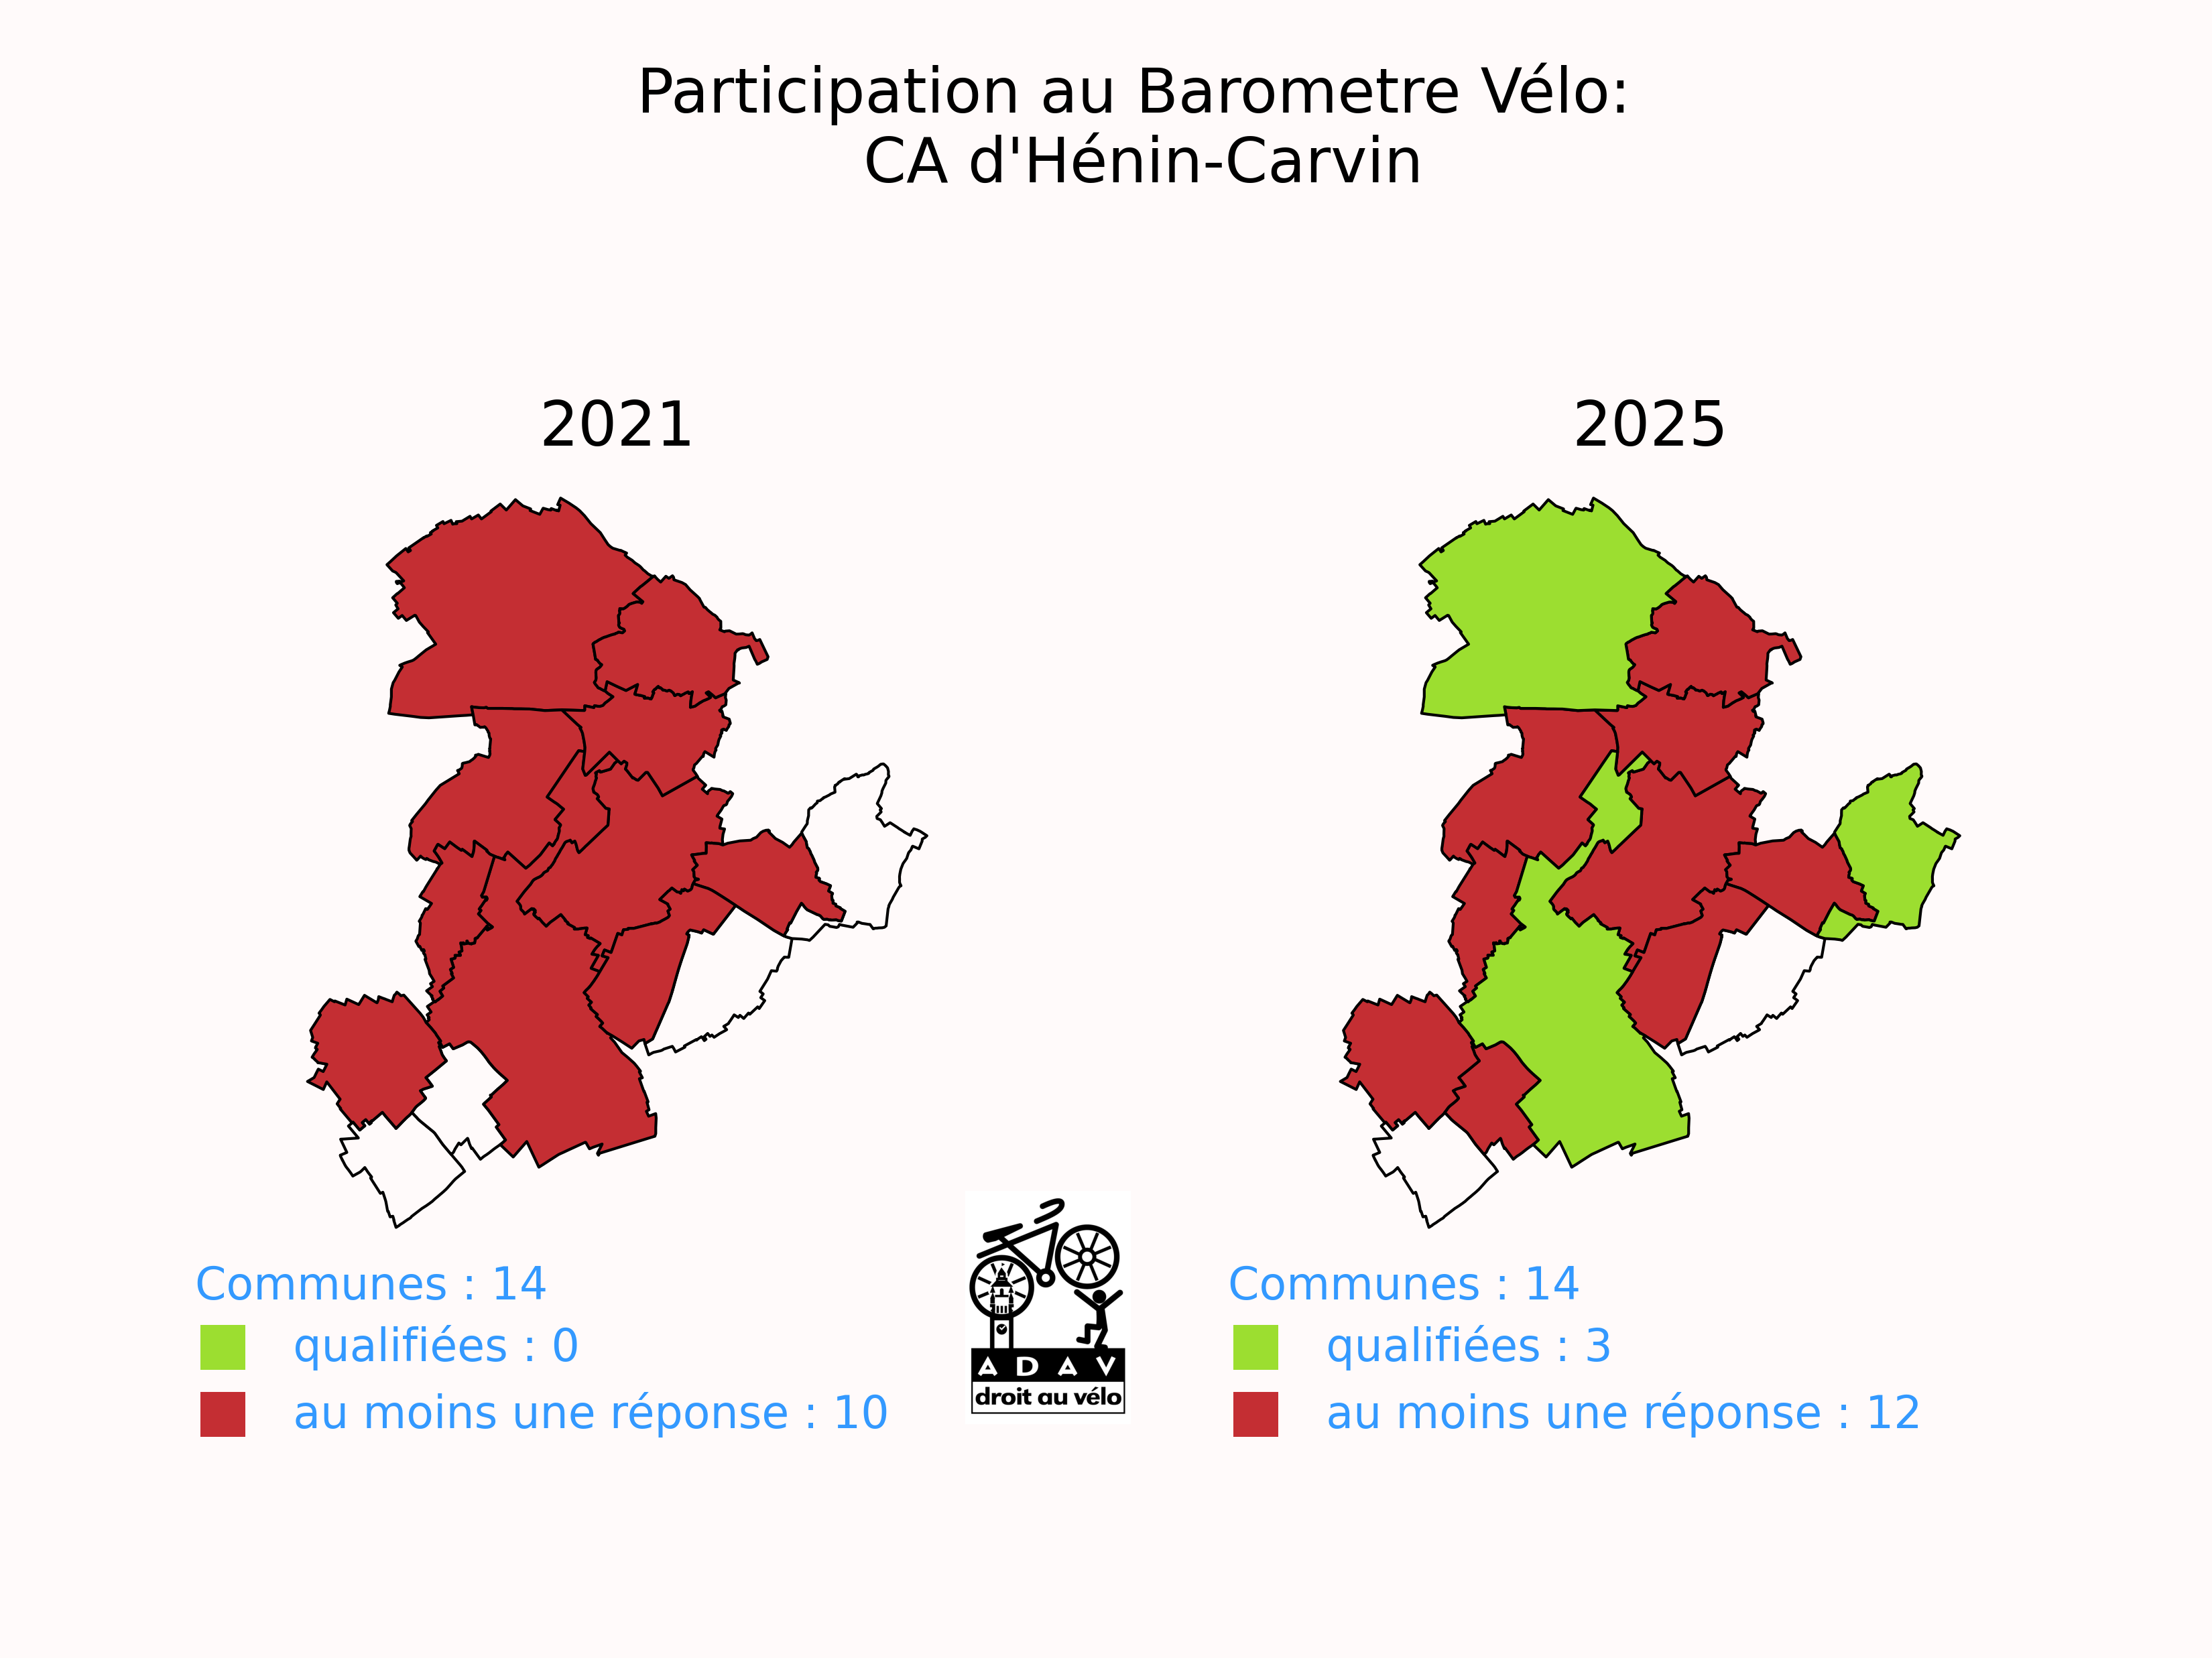 Participation au Barometre Vélo:
CA d'Hénin-Carvin
2021
2025
Communes : 14
qualifiées : 0
au moins une réponse : 10
ADAV
droit au vélo
Communes : 14
qualifiées : 3
au moins une réponse : 12